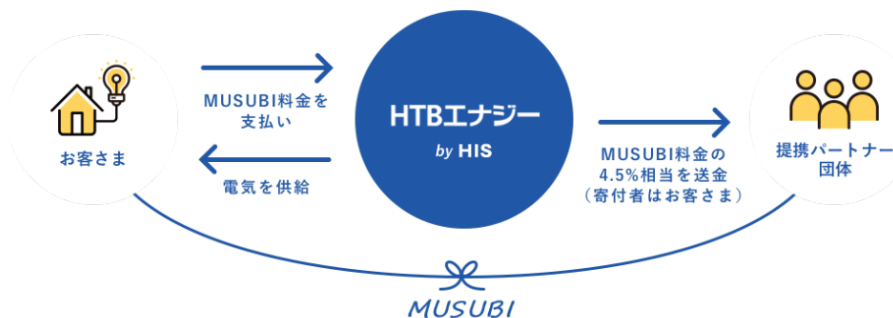 お客さま
MUSUBI料金を
支払い
電気を供給
HTBエナジー
by HIS
MUSUBI料金の
4.5%相当を送金
(寄付者はお客さま)
提携パートナー
団体
MUSUBI